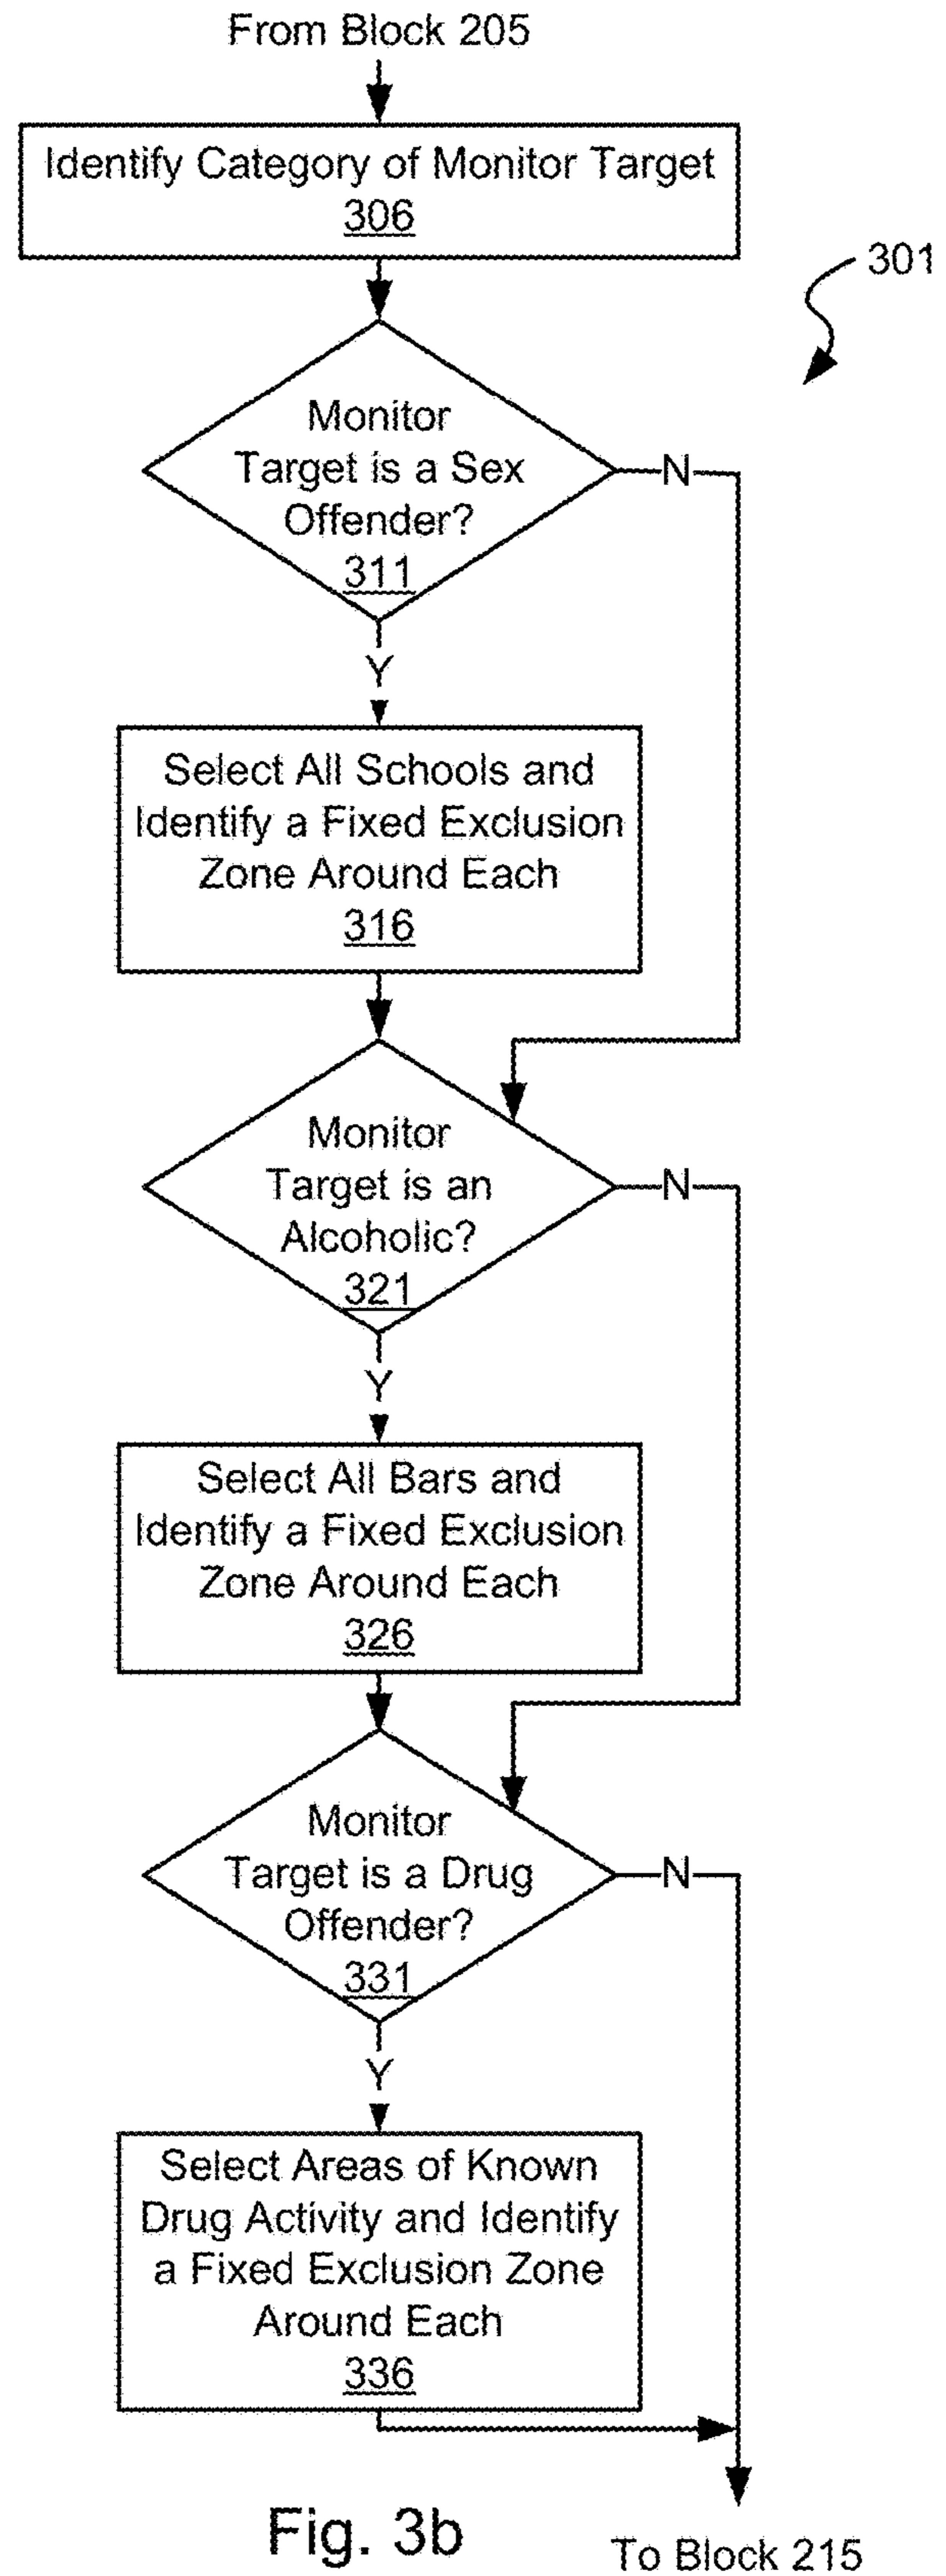 From Block 205
Identify Category of Monitor Target
306
301
Monitor
Target is a Sex
Offender?
311
N
Y
Select All Schools and
Identify a Fixed Exclusion
Zone Around Each
316
Monitor
Target is an
Alcoholic?
321
N
Y
Select All Bars and
Identify a Fixed Exclusion
Zone Around Each
326
Monitor
Target is a Drug
Offender?
331
N
Y
Select Areas of Known
Drug Activity and Identify
a Fixed Exclusion Zone
Around Each
336
Fig. 3b
To Block 215